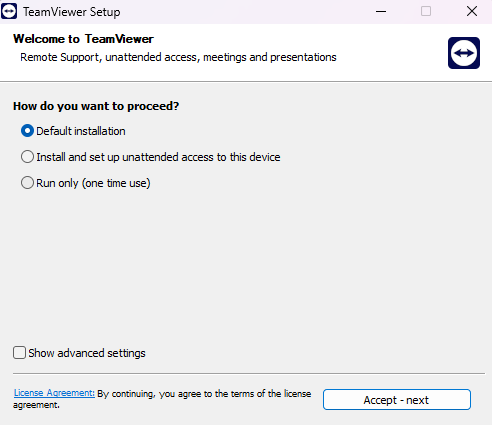 TeamViewer Setup
Welcome to TeamViewer
Remote Support, unattended access, meetings and presentations
How do you want to proceed?
Default installation
Install and set up unattended access to this device
Run only (one time use)
Show advanced settings
License Agreement: By continuing, you agree to the terms of the license
agreement.
Accept - next